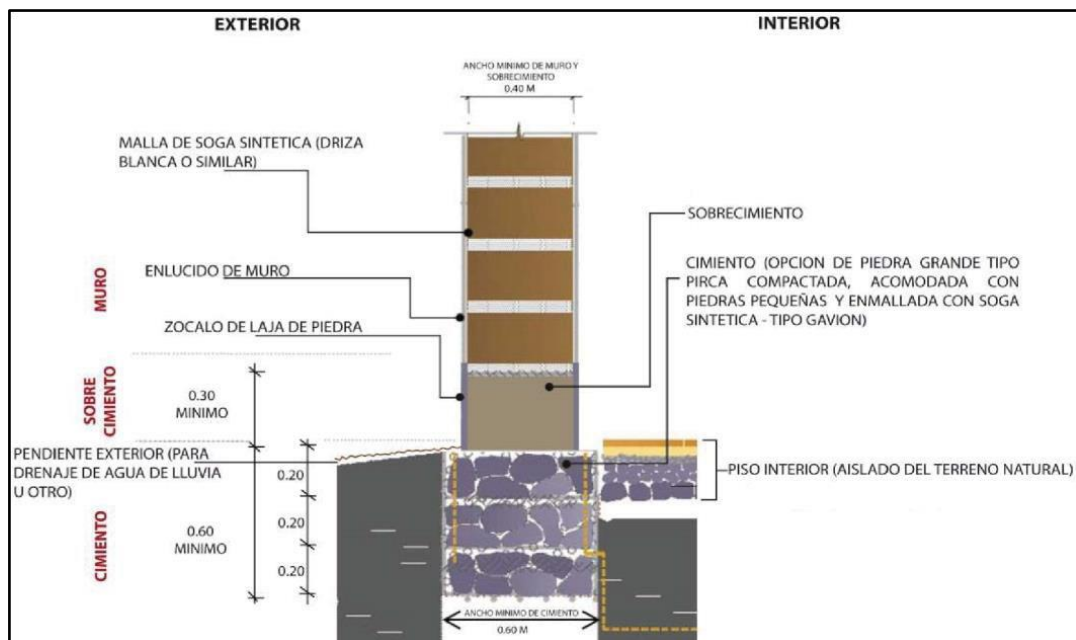 EXTERIOR
INTERIOR
ANCHO MINIMO DE MURO Y
SOBRECIMIENTO
0.40 M
MALLA DE SOGA SINTETICA (DRIZA
BLANCA O SIMILAR)
SOBRECIMIENTO
ENLUCIDO DE MURO
CIMIENTO (OPCION DE PIEDRA GRANDE TIPO
PIRCA COMPACTADA, ACOMODADA CON
PIEDRAS PEQUEÑAS Y ENMALLADA CON SOGA
SINTETICA - TIPO GAVION)
MURO
ZOCALO DE LAJA DE PIEDRA
SOBRE
CIMIENTO
0.30
MINIMO
PENDIENTE EXTERIOR (PARA
DRENAJE DE AGUA DE LLUVIA
U OTRO)
0.20
PISO INTERIOR (AISLADO DEL TERRENO NATURAL)
CIMIENTO
0.60
MINIMO
0.20
0.20
ANCHO MINIMO DE CIMIENTO
0.60 M